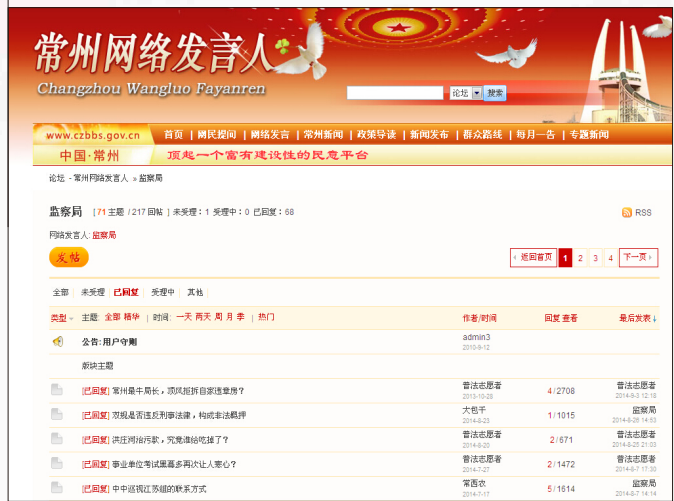 常州网络发言人
Changzhou Wangluo Fayanren
论坛 搜索
www.czbbs.gov.cn 首页 | 网民提问 | 网络发言 | 常州新闻 | 政策导读 | 新闻发布 | 群众路线 | 每月一告 | 专题新闻
中国·常州 顶起一个富有建设性的民意平台
论坛 - 常州网络发言人 » 监察局
监察局 [71 主题 / 217 回帖 ] 未受理: 1 受理中: 0 已回复: 68 RSS
网络发言人: 监察局
发帖 返回首页 1 2 3 4 下一页
全部 未受理 已回复 受理中 其他
类型 主题: 全部 精华 | 时间: 一天 两天 周 月 季 | 热门 作者/时间 回复 查看 最后发表↓
公告: 用户守则 admin3
2010-9-12
版块主题
[已回复] 常州最牛局长，顶风抵拆自家违章房? 普法志愿者 4/2708 普法志愿者
2013-10-28 2014-9-3 12:18
[已回复] 双规是否违反刑事法律，构成非法羁押 大包干 1/1015 监察局
2014-8-23 2014-8-26 14:53
[已回复] 洪庄河治污款，究竟谁给吃掉了? 普法志愿者 2/671 普法志愿者
2014-8-20 2014-8-25 21:03
[已回复] 事业单位考试黑幕多再次让人寒心? 普法志愿者 2/1472 普法志愿者
2014-7-27 2014-8-7 17:30
[已回复] 中中巡视江苏组的联系方式 常西农 5/1614 监察局
2014-7-17 2014-8-7 14:14